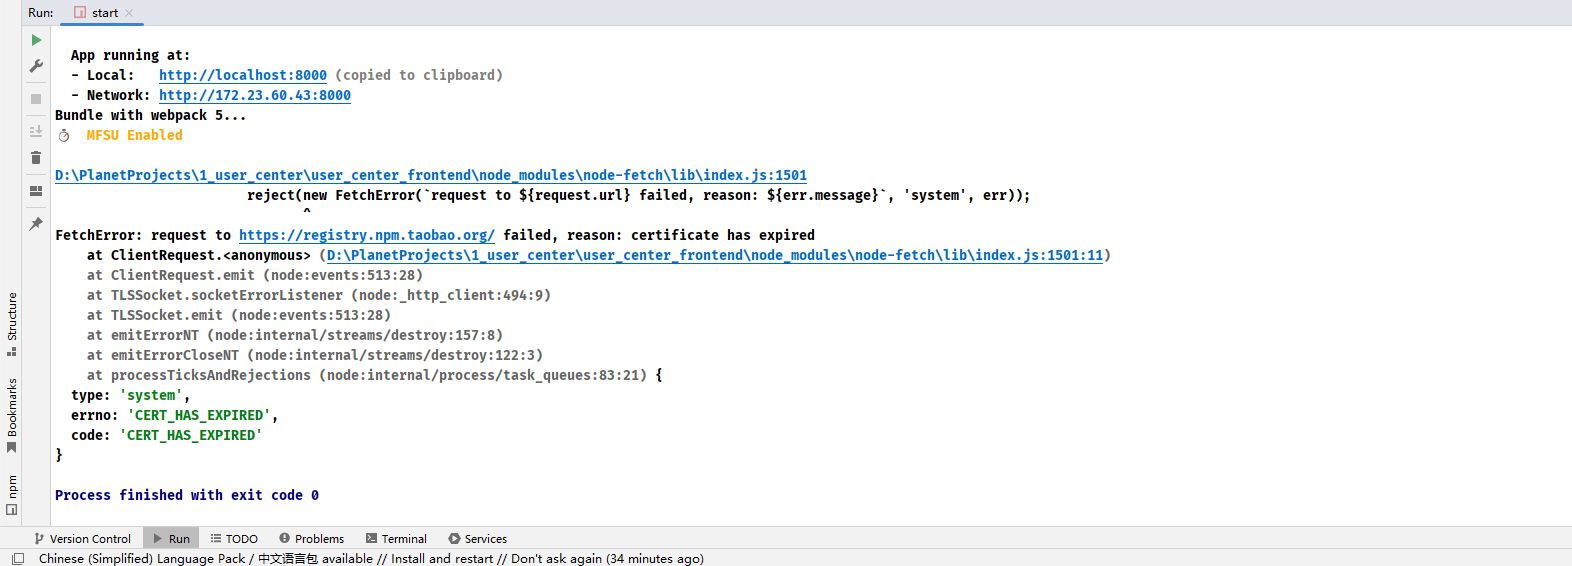 Run: start
App running at:
- Local: http://localhost:8000 (copied to clipboard)
- Network: http://172.23.60.43:8000
Bundle with webpack 5...
MFSU Enabled
D:\PlanetProjects\1_user_center\user_center_frontend\node_modules\node-fetch\lib\index.js:1501
reject(new FetchError(`request to ${request.url} failed, reason: ${err.message}`, 'system', err));
^
FetchError: request to https://registry.npm.taobao.org/ failed, reason: certificate has expired
at ClientRequest.<anonymous> (D:\PlanetProjects\1_user_center\user_center_frontend\node_modules\node-fetch\lib\index.js:1501:11)
at ClientRequest.emit (node:events:513:28)
at TLSSocket.socketErrorListener (node:_http_client:494:9)
at TLSSocket.emit (node:events:513:28)
at emitErrorNT (node:internal/streams/destroy:157:8)
at emitErrorCloseNT (node:internal/streams/destroy:122:3)
at processTicksAndRejections (node:internal/process/task_queues:83:21) {
type: 'system',
errno: 'CERT_HAS_EXPIRED',
code: 'CERT_HAS_EXPIRED'
}
Process finished with exit code 0
Structure
Bookmarks
npm
Version Control Run TODO Problems Terminal Services
Chinese (Simplified) Language Pack / 中文语言包 available // Install and restart // Don't ask again (34 minutes ago)